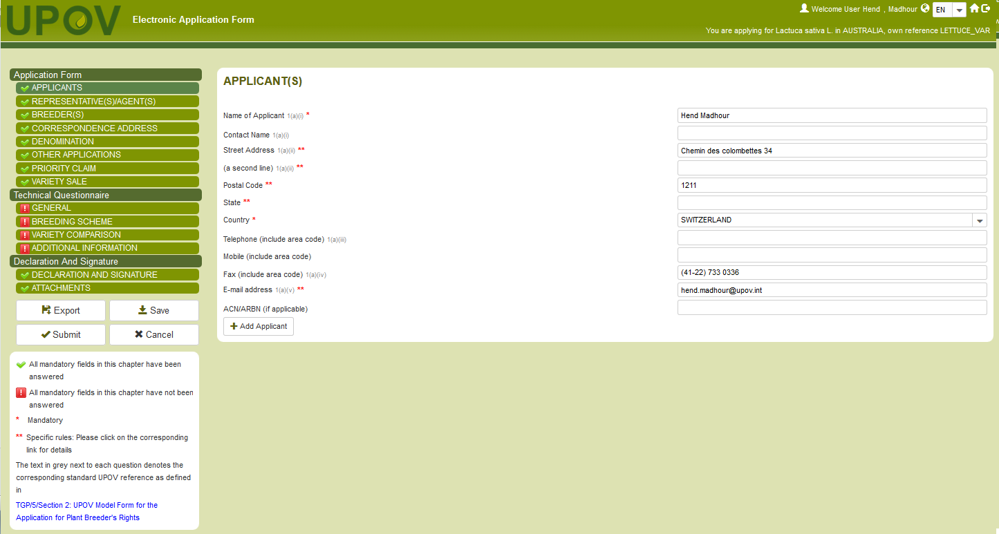 UPOV
Electronic Application Form
Welcome User Hend , Madhour
EN
You are applying for Lactuca sativa L. in AUSTRALIA, own reference LETTUCE_VAR
Application Form
APPLICANTS
REPRESENTATIVE(S)/AGENT(S)
BREEDER(S)
CORRESPONDENCE ADDRESS
DENOMINATION
OTHER APPLICATIONS
PRIORITY CLAIM
VARIETY SALE
Technical Questionnaire
GENERAL
BREEDING SCHEME
VARIETY COMPARISON
ADDITIONAL INFORMATION
Declaration And Signature
DECLARATION AND SIGNATURE
ATTACHMENTS
Export
Save
Submit
Cancel
All mandatory fields in this chapter have been
answered
All mandatory fields in this chapter have not been
answered
* Mandatory
** Specific rules: Please click on the corresponding
link for details
The text in grey next to each question denotes the
corresponding standard UPOV reference as defined
in
TGP/5/Section 2: UPOV Model Form for the
Application for Plant Breeder's Rights
APPLICANT(S)
Name of Applicant 1(a)(i) * Hend Madhour
Contact Name 1(a)(i)
Street Address 1(a)(ii) ** Chemin des colombettes 34
(a second line) 1(a)(ii) **
Postal Code ** 1211
State **
Country * SWITZERLAND
Telephone (include area code) 1(a)(iii)
Mobile (include area code)
Fax (include area code) 1(a)(iv) (41-22) 733 0336
E-mail address 1(a)(v) ** hend.madhour@upov.int
ACN/ARBN (if applicable)
Add Applicant